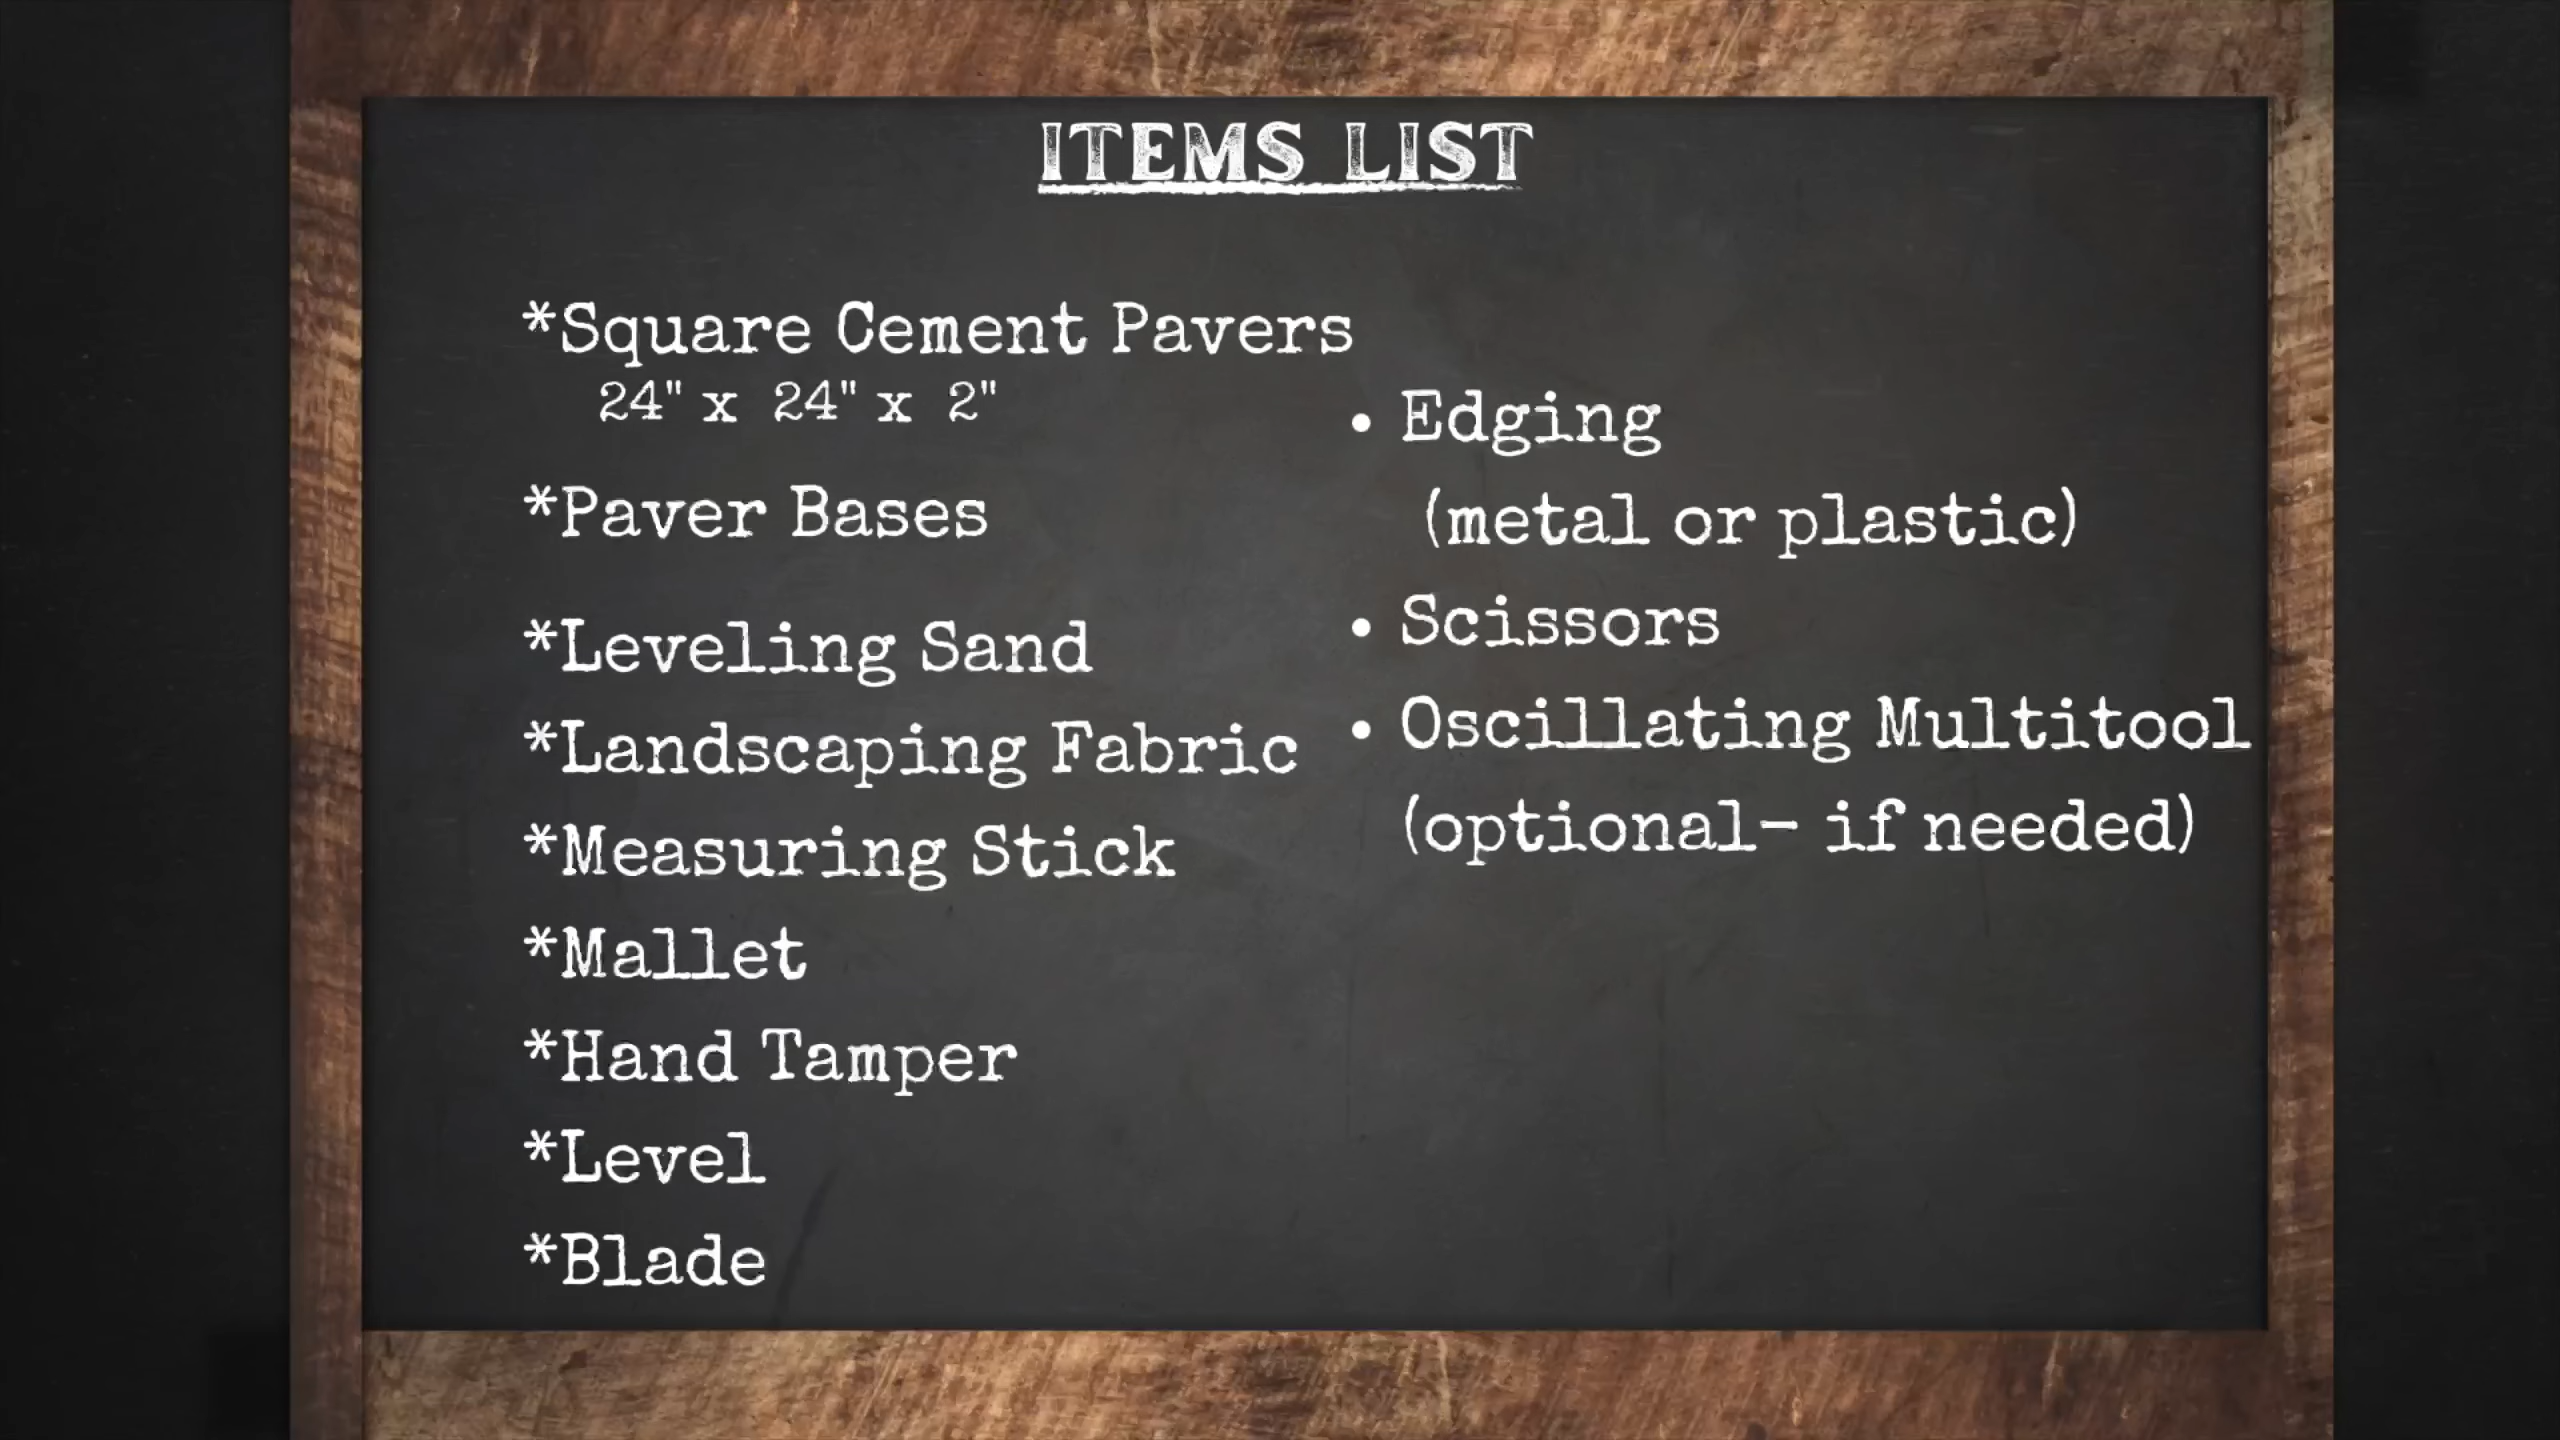 ITEMS LIST
*Square Cement Pavers
24" x 24" x 2"
*Paver Bases
*Leveling Sand
*Landscaping Fabric
*Measuring Stick
*Mallet
*Hand Tamper
*Level
*Blade
• Edging
(metal or plastic)
• Scissors
• Oscillating Multitool
(optional- if needed)